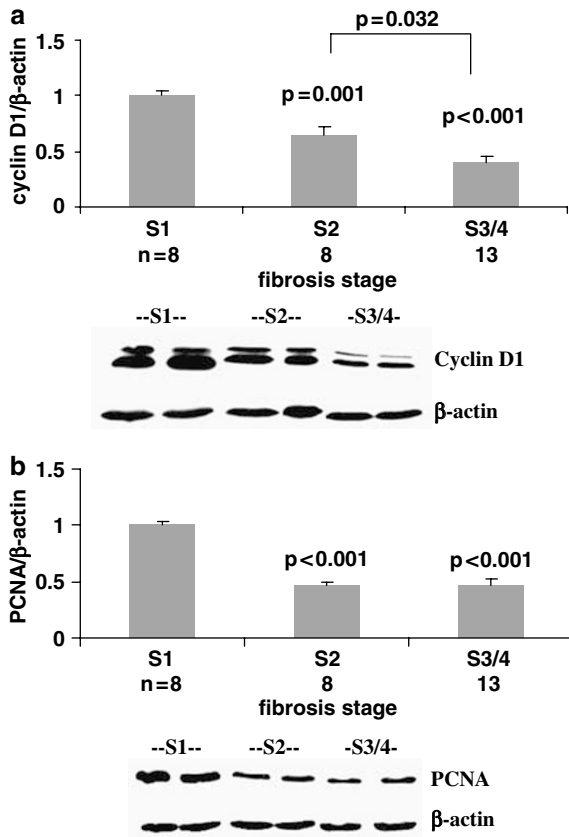 a
p=0.032
cyclin D1/β-actin
1.5
1
0.5
0
p=0.001
p<0.001
S1 S2 S3/4
n=8 8 13
fibrosis stage
--S1-- --S2-- -S3/4-
Cyclin D1
β-actin
b
PCNA/β-actin
1.5
1
0.5
0
p<0.001 p<0.001
S1 S2 S3/4
n=8 8 13
fibrosis stage
--S1-- --S2-- -S3/4-
PCNA
β-actin